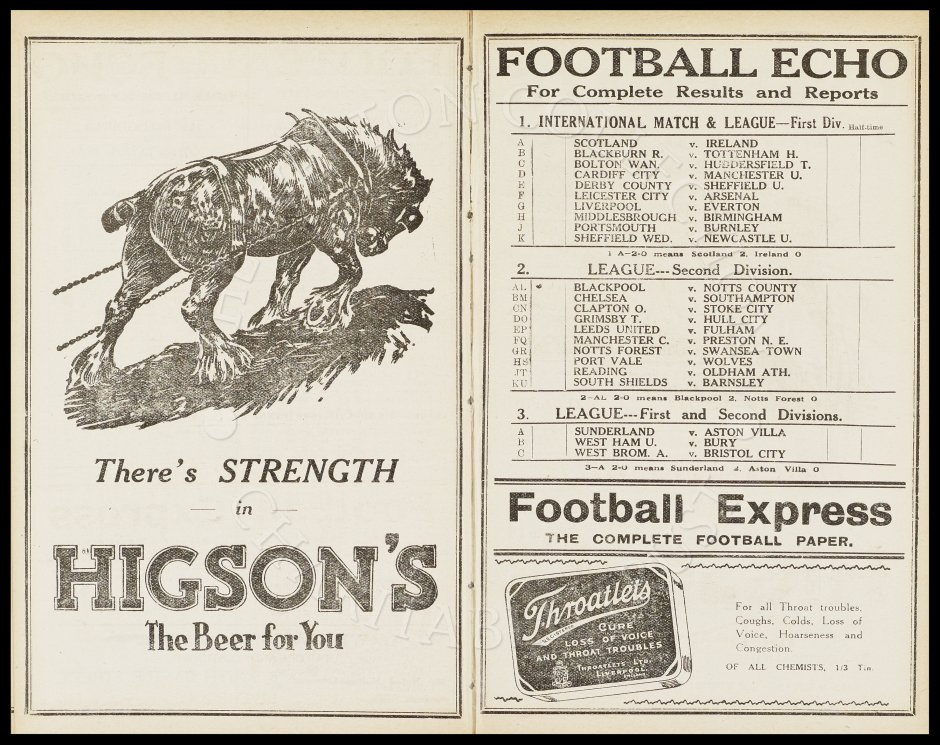 There's STRENGTH
— in —
HIGSON'S
The Beer for You
FOOTBALL ECHO
For Complete Results and Reports
1. INTERNATIONAL MATCH & LEAGUE—First Div. Half-time
A SCOTLAND v. IRELAND
B BLACKBURN R. v. TOTTENHAM H.
C BOLTON WAN. v. HUDDERSFIELD T.
D CARDIFF CITY v. MANCHESTER U.
E DERBY COUNTY v. SHEFFIELD U.
F LEICESTER CITY v. ARSENAL
G LIVERPOOL v. EVERTON
H MIDDLESBROUGH v. BIRMINGHAM
J PORTSMOUTH v. BURNLEY
K SHEFFIELD WED. v. NEWCASTLE U.
1 A—2-0 means Scotland 2, Ireland 0
2. LEAGUE---Second Division.
AL BLACKPOOL v. NOTTS COUNTY
BM CHELSEA v. SOUTHAMPTON
CN CLAPTON O. v. STOKE CITY
DO GRIMSBY T. v. HULL CITY
EP LEEDS UNITED v. FULHAM
FQ MANCHESTER C. v. PRESTON N. E.
GR NOTTS FOREST v. SWANSEA TOWN
HS PORT VALE v. WOLVES
JT READING v. OLDHAM ATH.
KU SOUTH SHIELDS v. BARNSLEY
2—AL 2-0 means Blackpool 2, Notts Forest 0
3. LEAGUE---First and Second Divisions.
A SUNDERLAND v. ASTON VILLA
B WEST HAM U. v. BURY
C WEST BROM. A. v. BRISTOL CITY
3—A 2-0 means Sunderland 2, Aston Villa 0
Football Express
THE COMPLETE FOOTBALL PAPER.
Throatlets
CURE
LOSS OF VOICE
AND THROAT TROUBLES
THROATLETS LTD.
LIVERPOOL
ENGLAND
For all Throat troubles,
Coughs, Colds, Loss of
Voice, Hoarseness and
Congestion.
OF ALL CHEMISTS, 1/3 Tin.